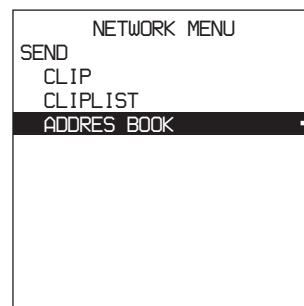 NETWORK MENU
SEND
CLIP
CLIPLIST
ADDRES BOOK